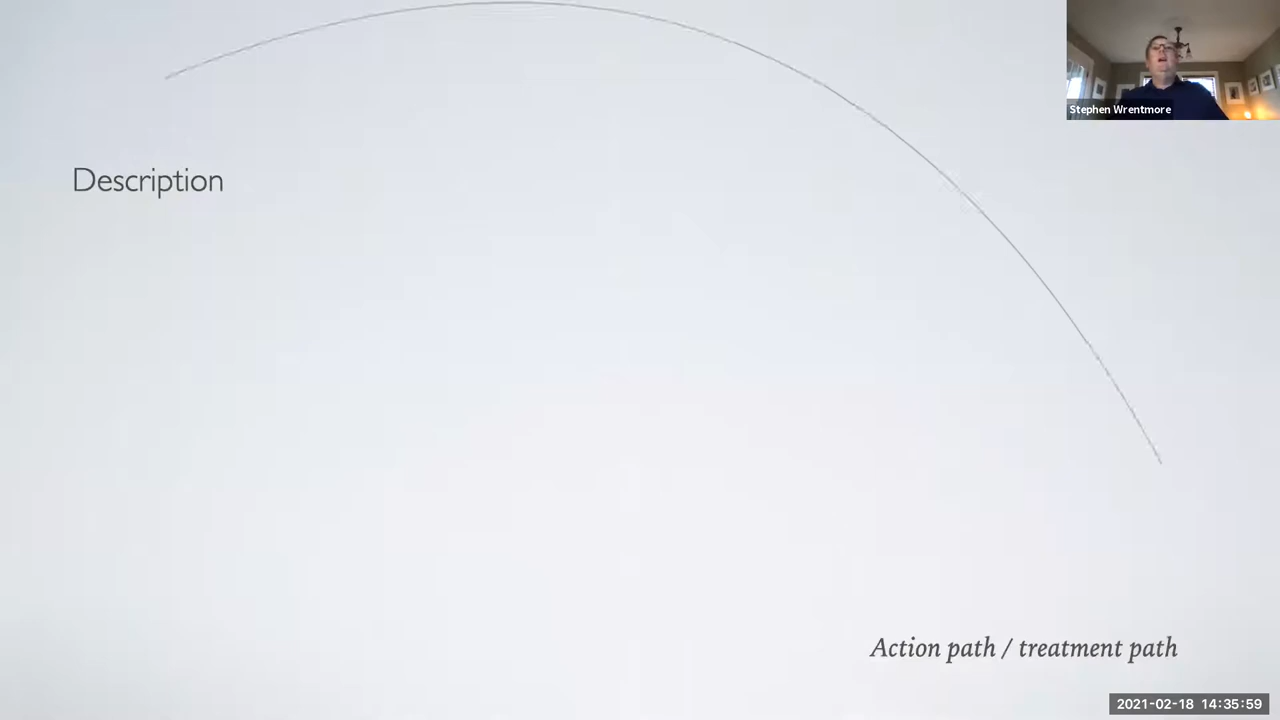 Stephen Wrentmore
Description
Action path / treatment path
2021-02-18 14:35:59